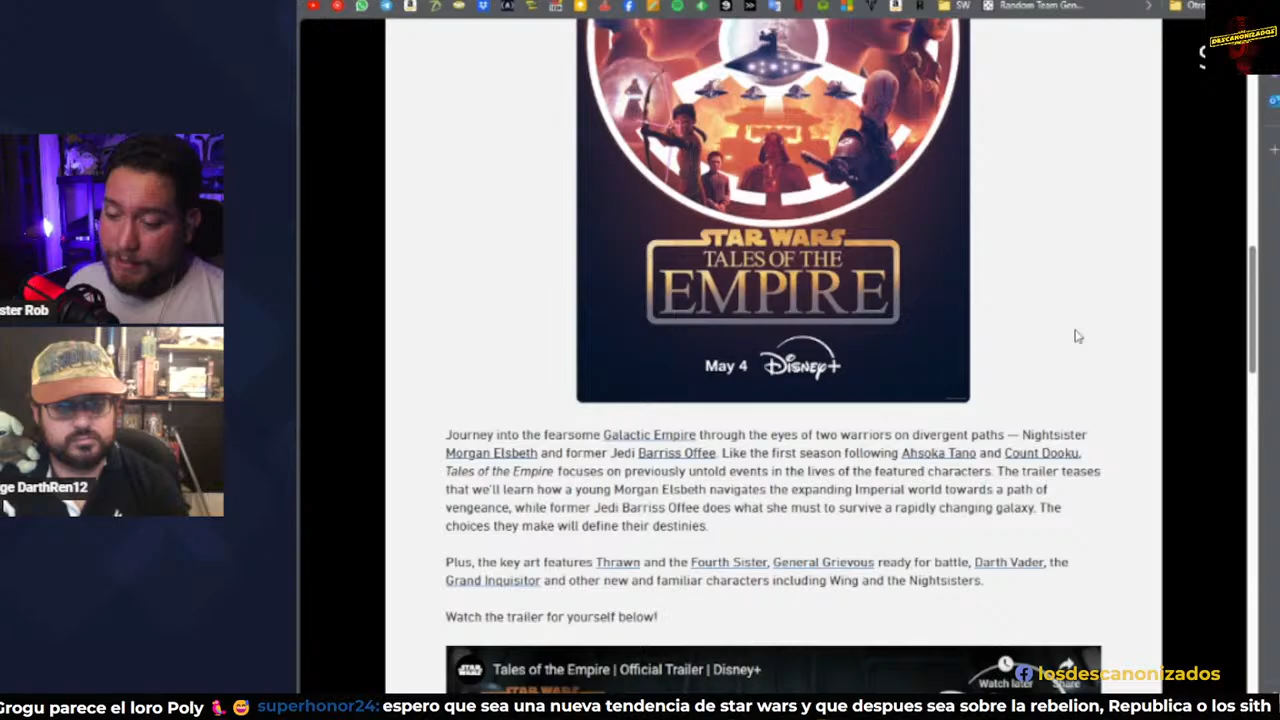 SW
Random Team Gen...
DESCANONIZADOS
STAR WARS
TALES OF THE
EMPIRE
May 4 Disney+
ster Rob
ge DarthRen12
Journey into the fearsome Galactic Empire through the eyes of two warriors on divergent paths — Nightsister
Morgan Elsbeth and former Jedi Barriss Offee. Like the first season following Ahsoka Tano and Count Dooku,
Tales of the Empire focuses on previously untold events in the lives of the featured characters. The trailer teases
that we'll learn how a young Morgan Elsbeth navigates the expanding Imperial world towards a path of
vengeance, while former Jedi Barriss Offee does what she must to survive a rapidly changing galaxy. The
choices they make will define their destinies.
Plus, the key art features Thrawn and the Fourth Sister, General Grievous ready for battle, Darth Vader, the
Grand Inquisitor and other new and familiar characters including Wing and the Nightsisters.
Watch the trailer for yourself below!
Tales of the Empire | Official Trailer | Disney+
Watch later Share
losdescanonizados
Grogu parece el loro Poly 🦜 😅 superhonor24: espero que sea una nueva tendencia de star wars y que despues sea sobre la rebelion, Republica o los sith